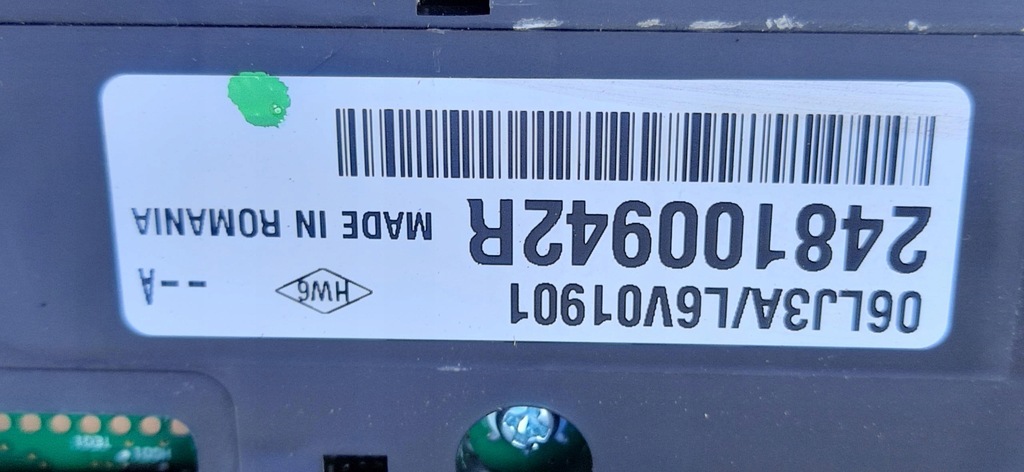 06LJ3A/L6V01901 HW6 --A
248100942R MADE IN ROMANIA